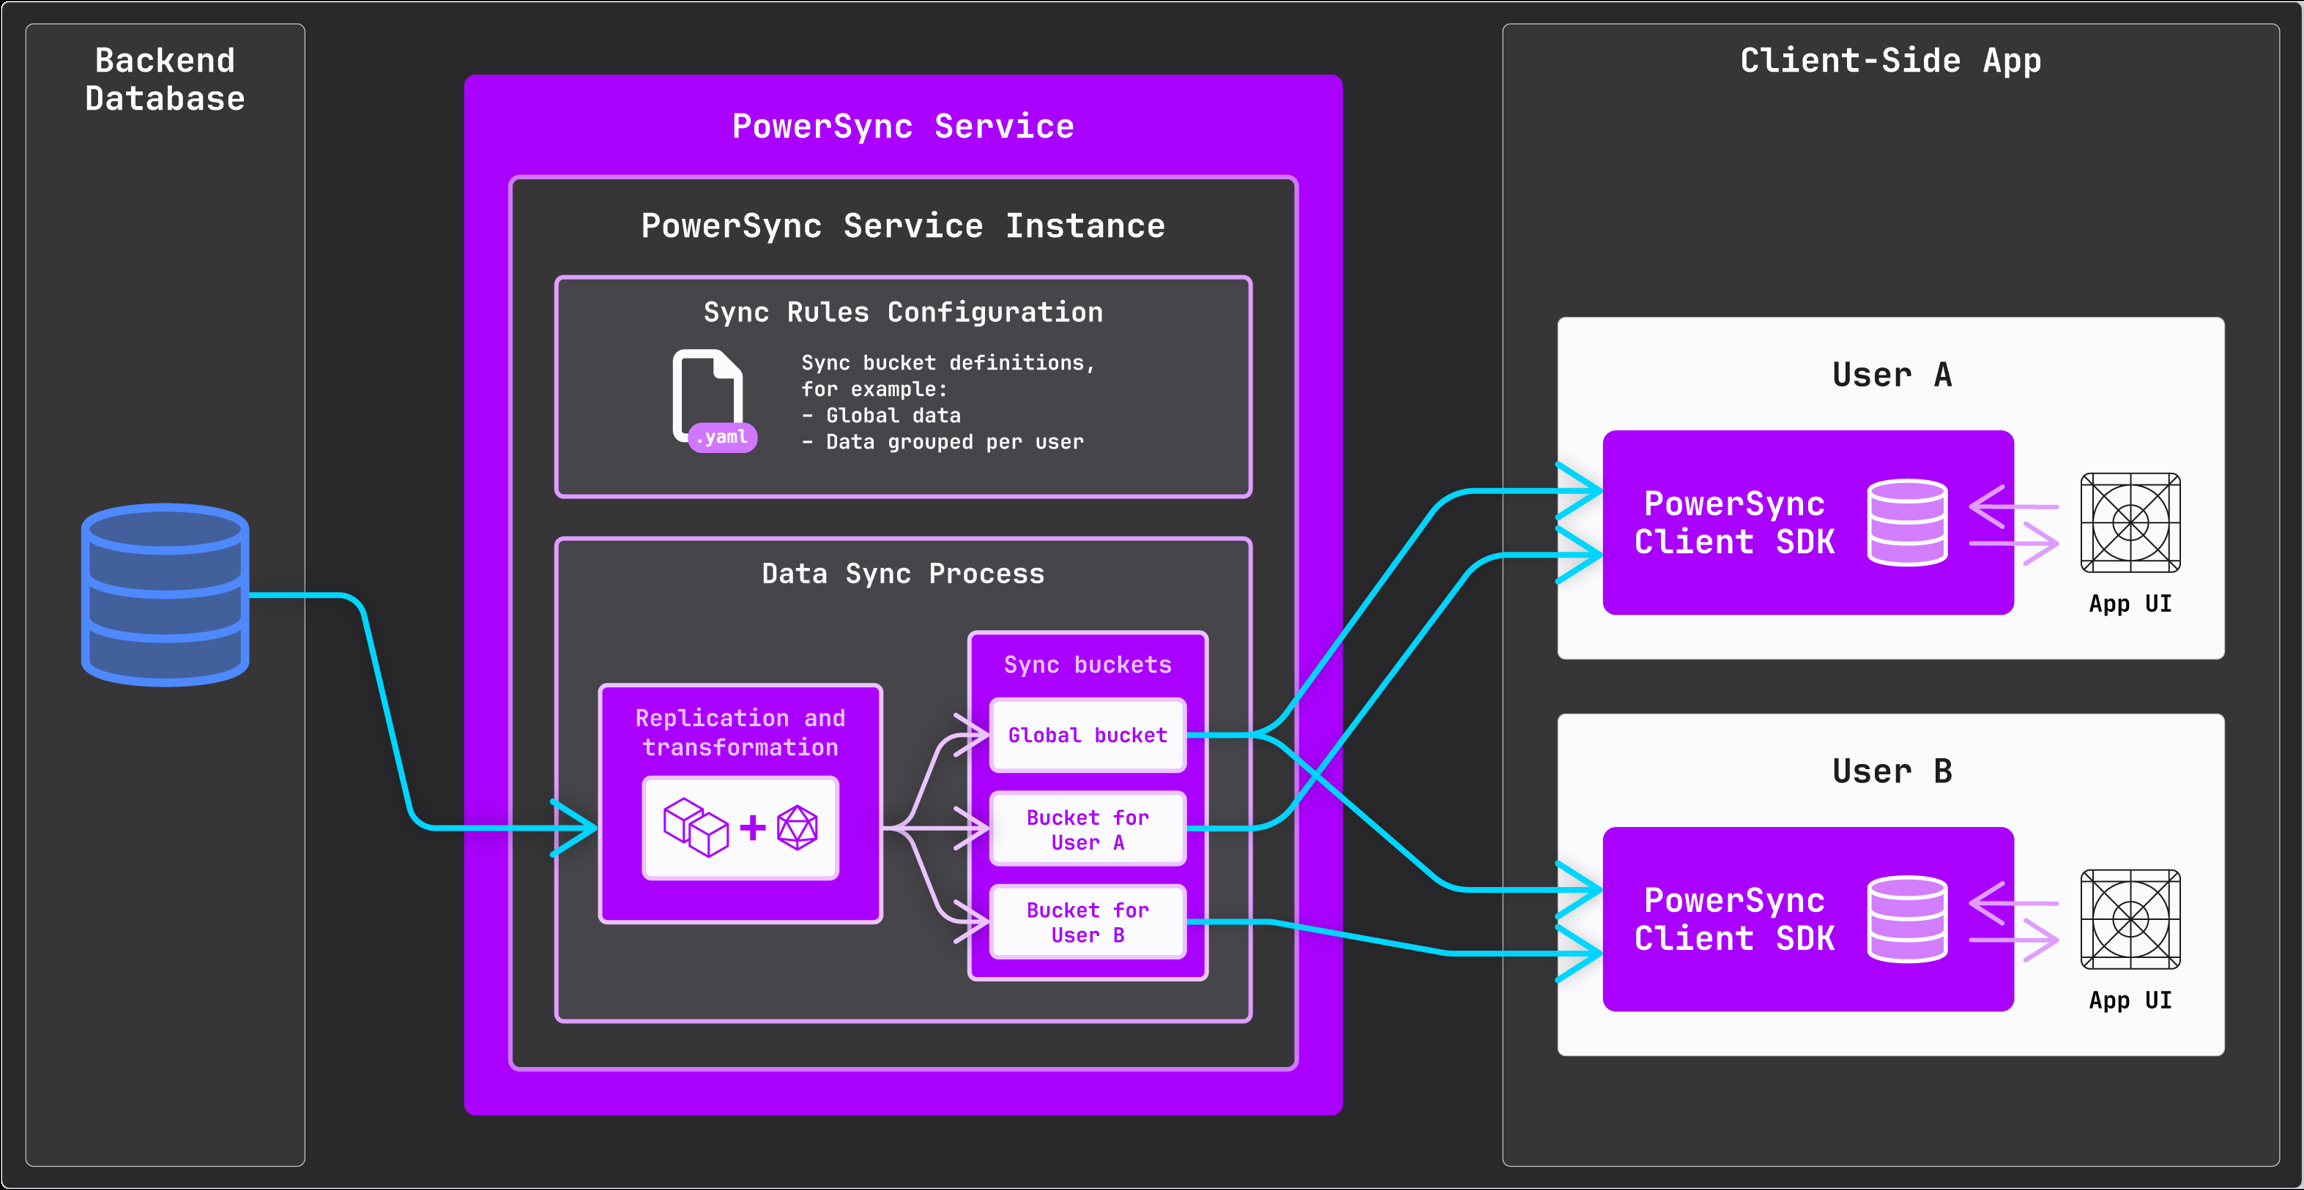 Backend
Database
PowerSync Service
PowerSync Service Instance
Sync Rules Configuration
.yaml
Sync bucket definitions,
for example:
- Global data
- Data grouped per user
Data Sync Process
Replication and
transformation
Sync buckets
Global bucket
Bucket for
User A
Bucket for
User B
Client-Side App
User A
PowerSync
Client SDK
App UI
User B
PowerSync
Client SDK
App UI